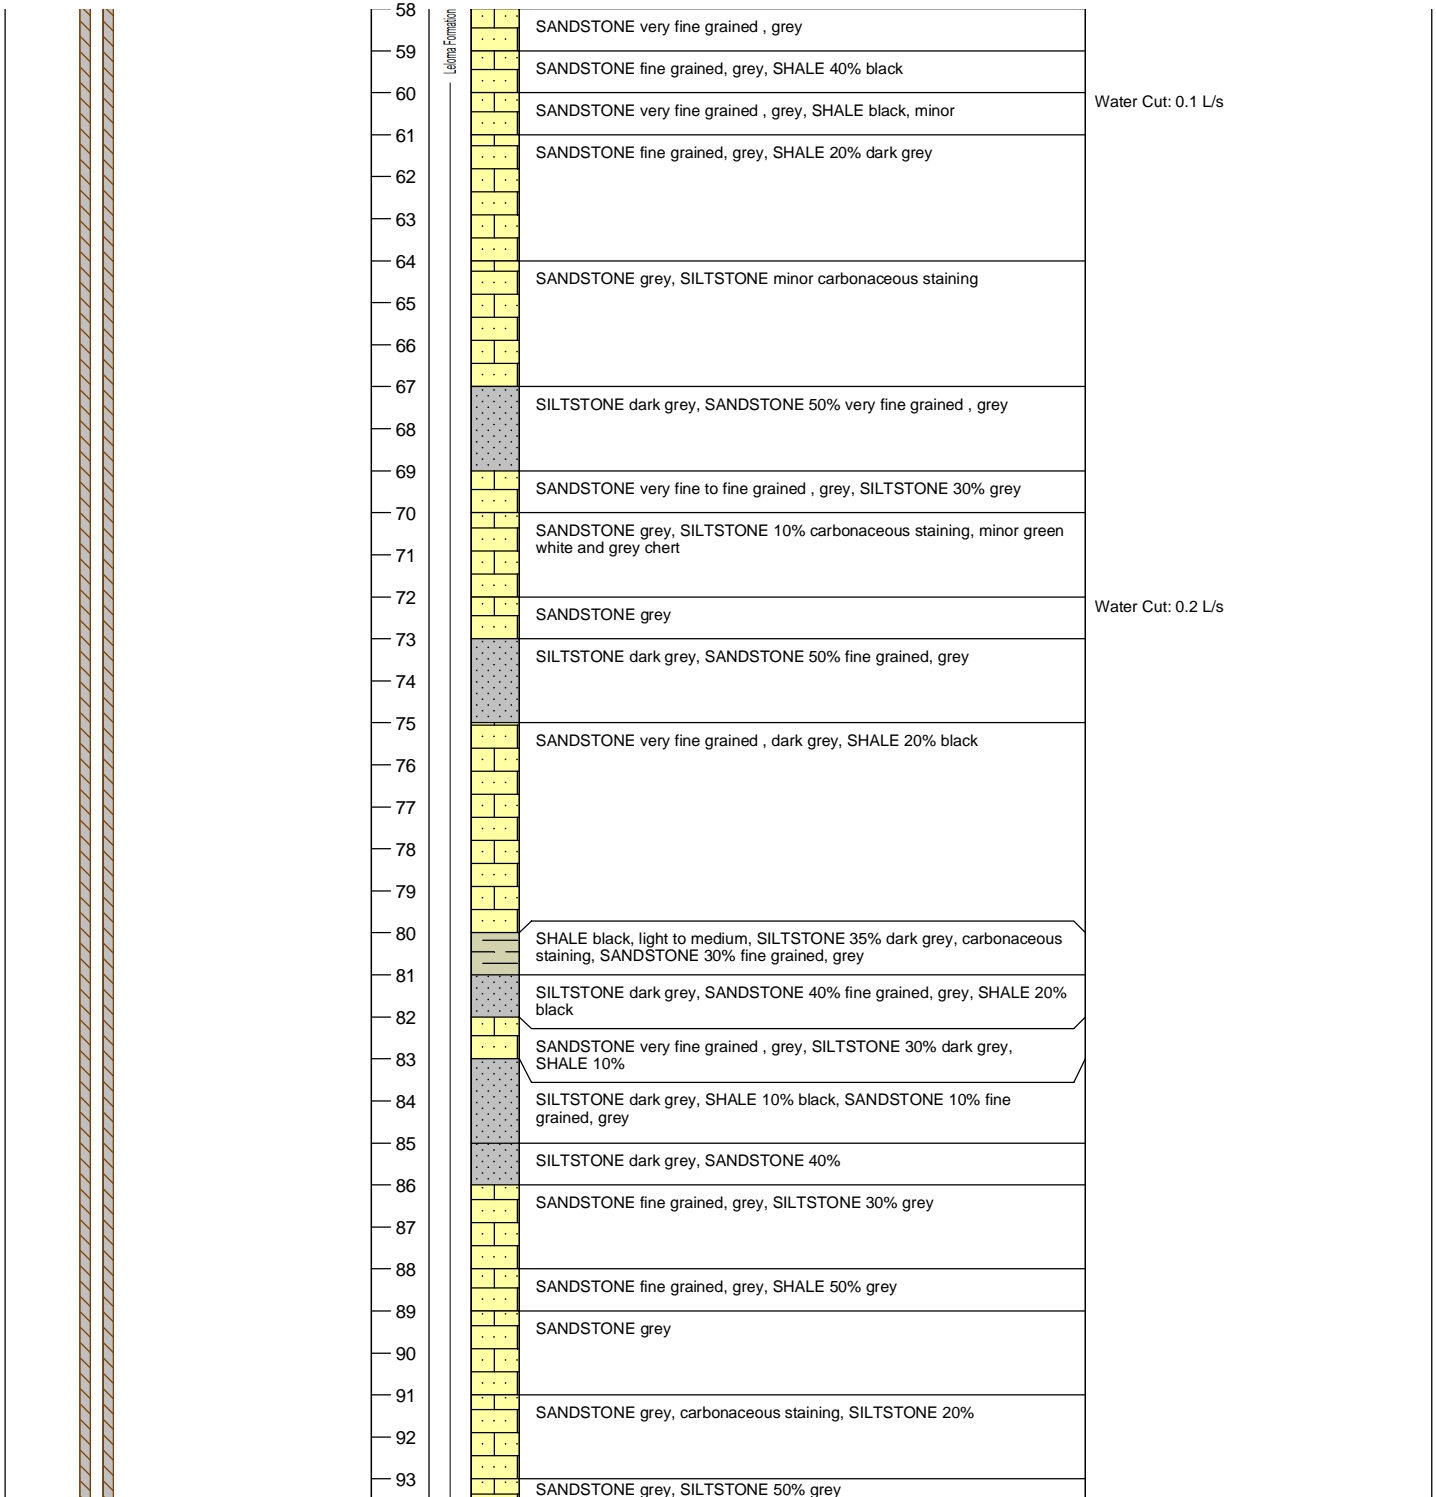 58
Leloma Formation
SANDSTONE very fine grained , grey
59
SANDSTONE fine grained, grey, SHALE 40% black
60
Water Cut: 0.1 L/s
SANDSTONE very fine grained , grey, SHALE black, minor
61
SANDSTONE fine grained, grey, SHALE 20% dark grey
62
63
64
SANDSTONE grey, SILTSTONE minor carbonaceous staining
65
66
67
SILTSTONE dark grey, SANDSTONE 50% very fine grained , grey
68
69
SANDSTONE very fine to fine grained , grey, SILTSTONE 30% grey
70
SANDSTONE grey, SILTSTONE 10% carbonaceous staining, minor green
white and grey chert
71
72
Water Cut: 0.2 L/s
SANDSTONE grey
73
SILTSTONE dark grey, SANDSTONE 50% fine grained, grey
74
75
SANDSTONE very fine grained , dark grey, SHALE 20% black
76
77
78
79
80
SHALE black, light to medium, SILTSTONE 35% dark grey, carbonaceous
staining, SANDSTONE 30% fine grained, grey
81
SILTSTONE dark grey, SANDSTONE 40% fine grained, grey, SHALE 20%
black
82
SANDSTONE very fine grained , grey, SILTSTONE 30% dark grey,
SHALE 10%
83
84
SILTSTONE dark grey, SHALE 10% black, SANDSTONE 10% fine
grained, grey
85
SILTSTONE dark grey, SANDSTONE 40%
86
SANDSTONE fine grained, grey, SILTSTONE 30% grey
87
88
SANDSTONE fine grained, grey, SHALE 50% grey
89
SANDSTONE grey
90
91
SANDSTONE grey, carbonaceous staining, SILTSTONE 20%
92
93
SANDSTONE grey, SILTSTONE 50% grey